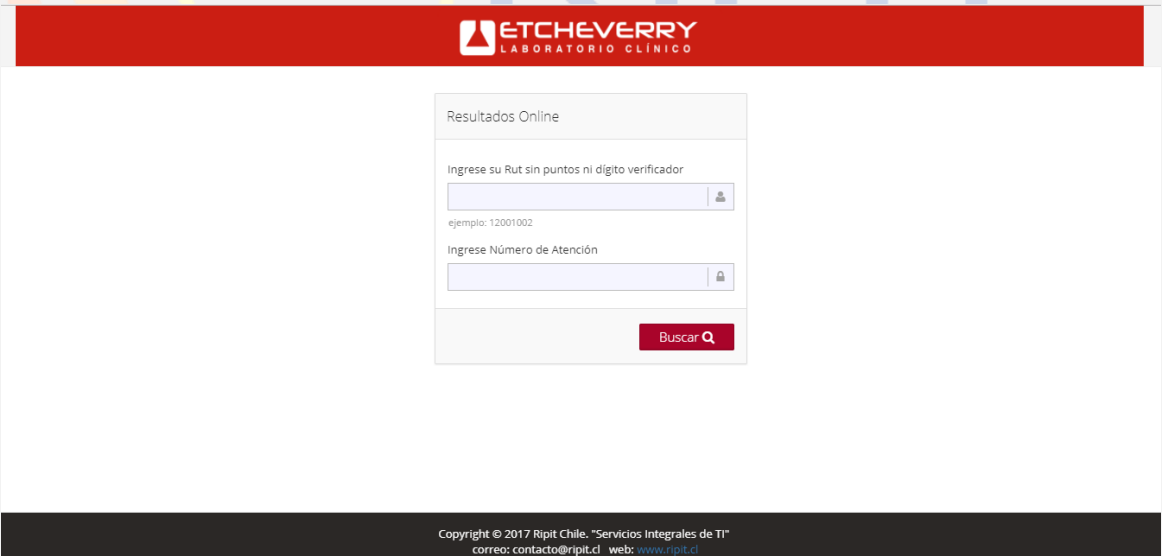 ETCHEVERRY
LABORATORIO CLÍNICO
Resultados Online
Ingrese su Rut sin puntos ni dígito verificador
ejemplo: 12001002
Ingrese Número de Atención
Buscar
Copyright © 2017 Ripit Chile. "Servicios Integrales de TI"
correo: contacto@ripit.cl web: www.ripit.cl